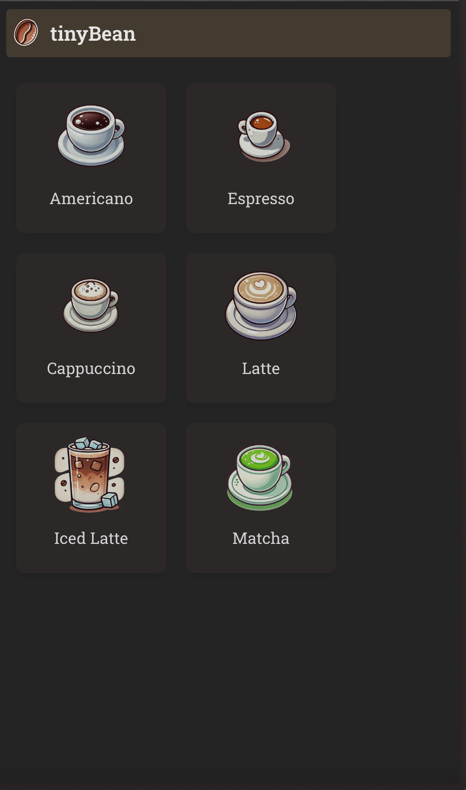 tinyBean
Americano
Espresso
Cappuccino
Latte
Iced Latte
Matcha